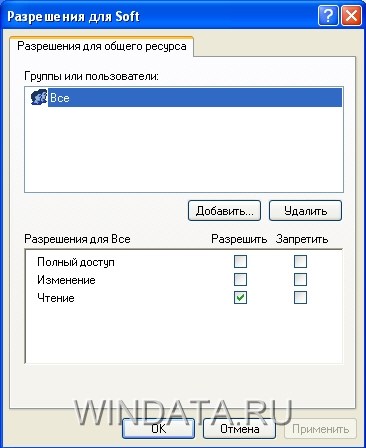 Разрешения для Soft
Разрешения для общего ресурса
Группы или пользователи:
Все
Добавить...
Удалить
Разрешения для Все
Разрешить
Запретить
Полный доступ
Изменение
Чтение
WINDATA.RU
OK
Отмена
Применить